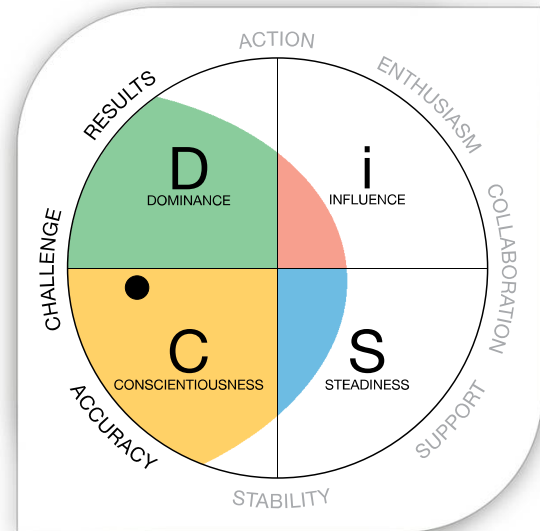 ACTION
ENTHUSIASM
RESULTS
D
DOMINANCE
i
INFLUENCE
CHALLENGE
COLLABORATION
C
CONSCIENTIOUSNESS
S
STEADINESS
ACCURACY
SUPPORT
STABILITY